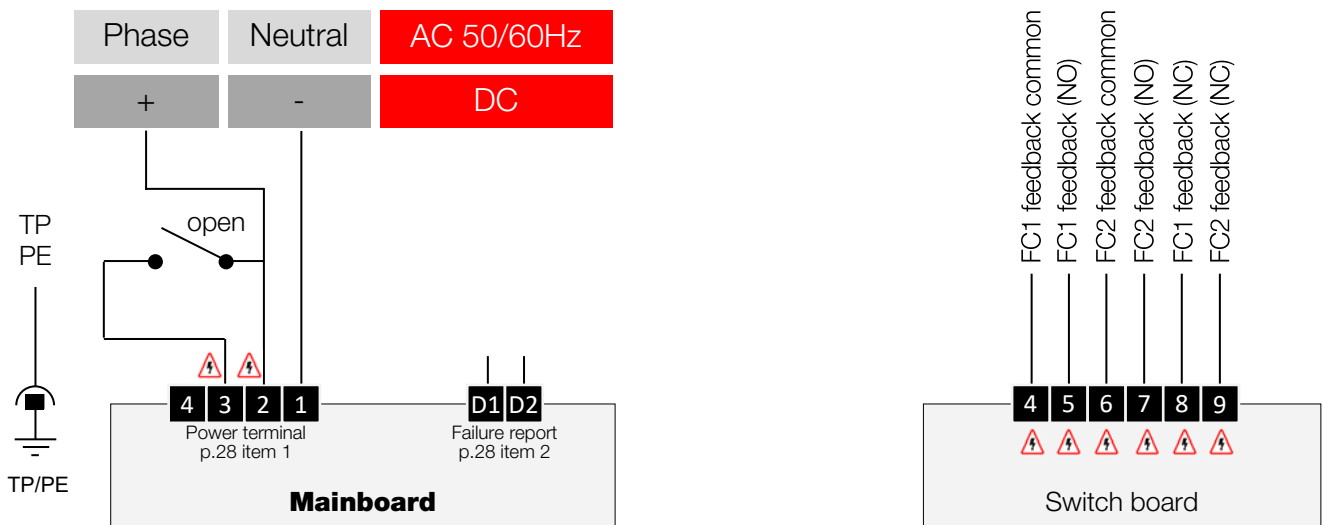 Phase Neutral AC 50/60Hz
+ - DC
TP
PE
open
4 3 2 1
Power terminal
p.28 item 1
D1 D2
Failure report
p.28 item 2
Mainboard
TP/PE
FC1 feedback common
FC1 feedback (NO)
FC2 feedback common
FC2 feedback (NO)
FC1 feedback (NC)
FC2 feedback (NC)
4 5 6 7 8 9
Switch board